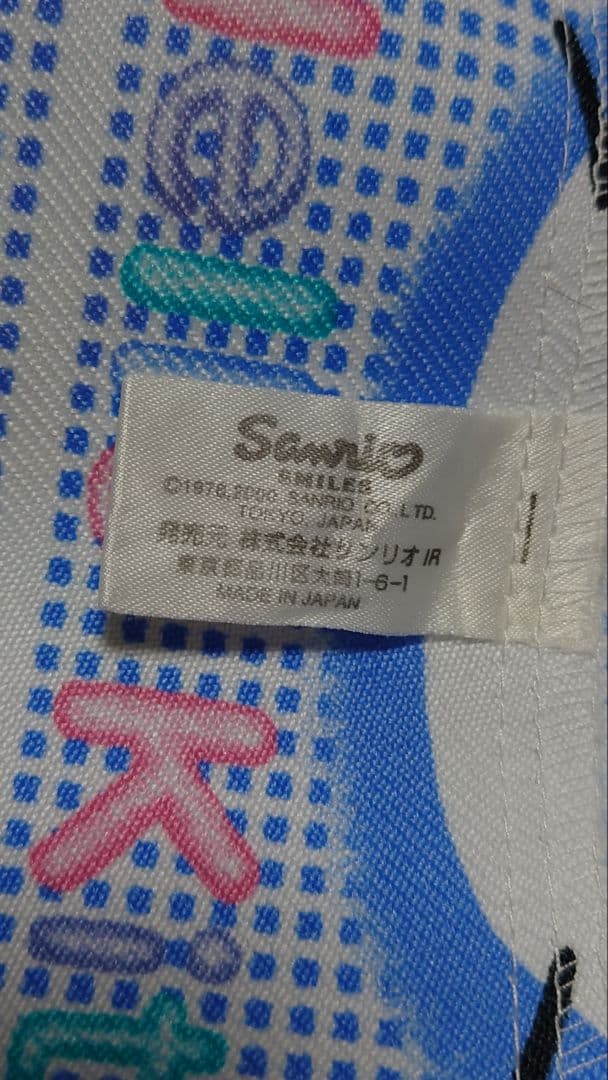 Sanrio
SMILES
©1976,2000 SANRIO CO.,LTD.
TOKYO, JAPAN
発売元 株式会社サンリオIR
東京都品川区大崎1-6-1
MADE IN JAPAN
Kit